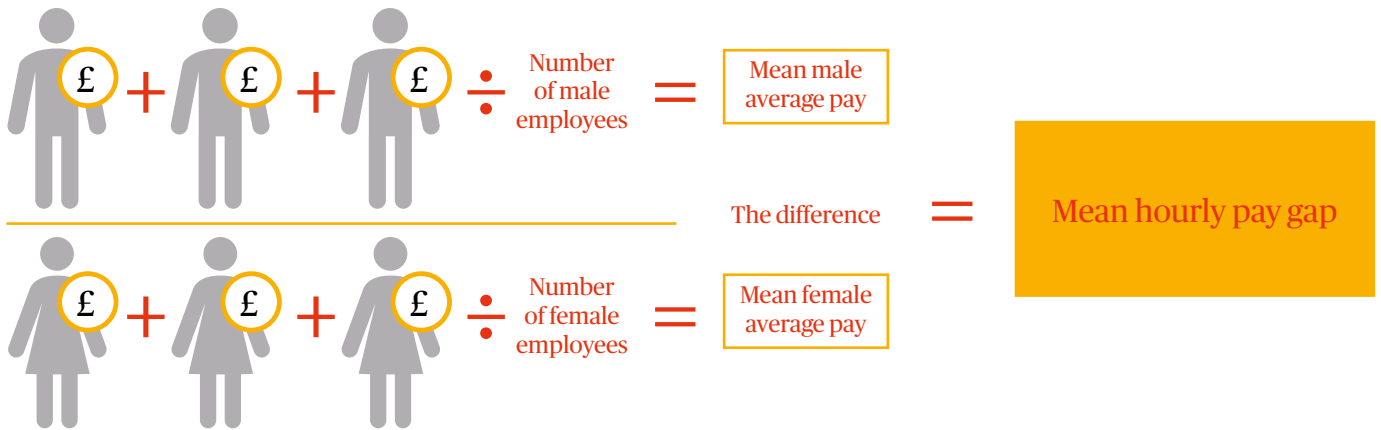 £ + £ + £ ÷ Number
of male
employees = Mean male
average pay
The difference = Mean hourly pay gap
£ + £ + £ ÷ Number
of female
employees = Mean female
average pay